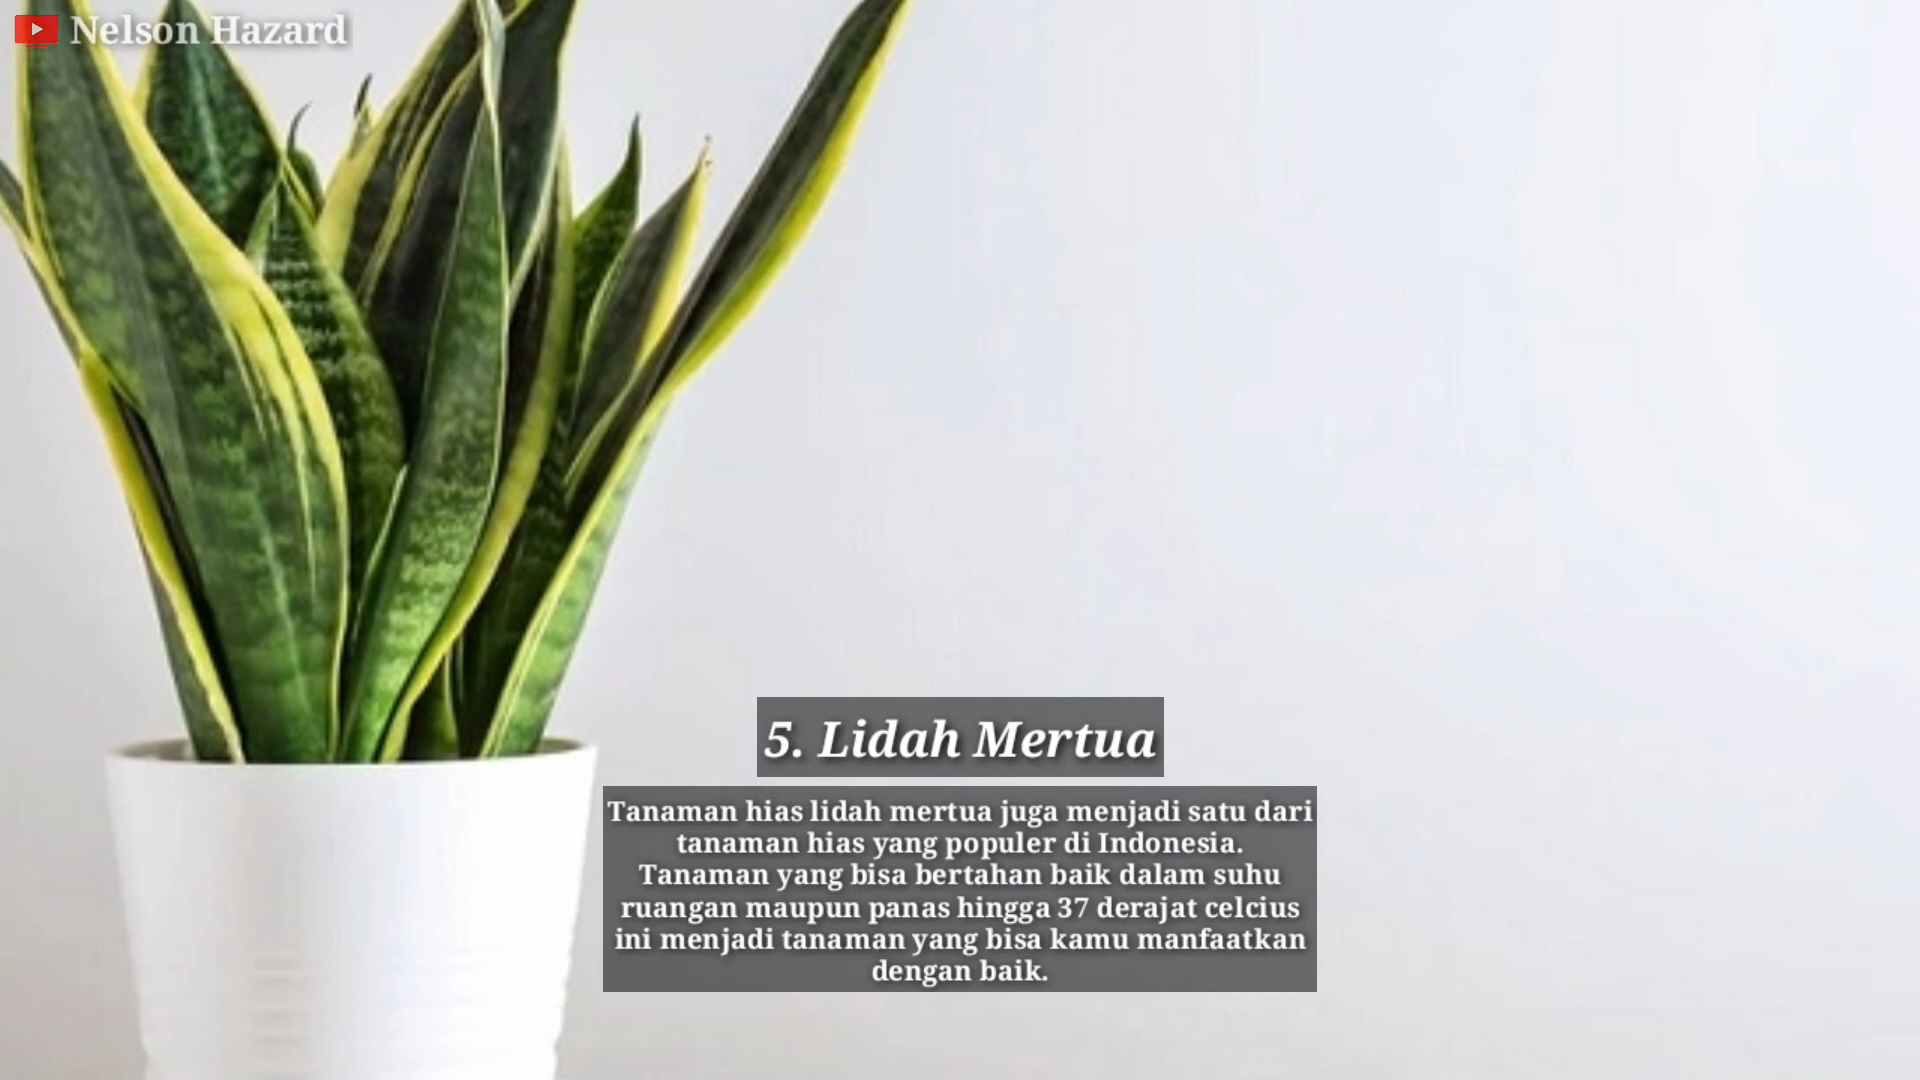 Nelson Hazard
5. Lidah Mertua
Tanaman hias lidah mertua juga menjadi satu dari
tanaman hias yang populer di Indonesia.
Tanaman yang bisa bertahan baik dalam suhu
ruangan maupun panas hingga 37 derajat celcius
ini menjadi tanaman yang bisa kamu manfaatkan
dengan baik.